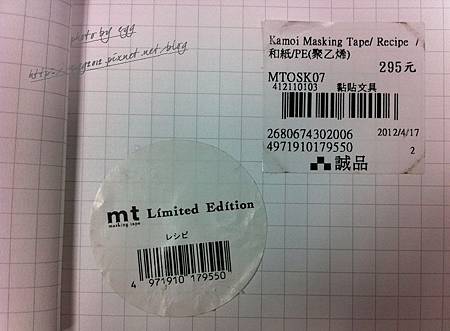 photo by egg
Kamoi Masking Tape/ Recipe /
和紙/PE(聚乙烯)
295元
MTOSK07
412110103 黏貼文具
2680674302006 2012/4/17
4971910179550 2
誠品
mt Limited Edition
masking tape
レシピ
4 971910 179550